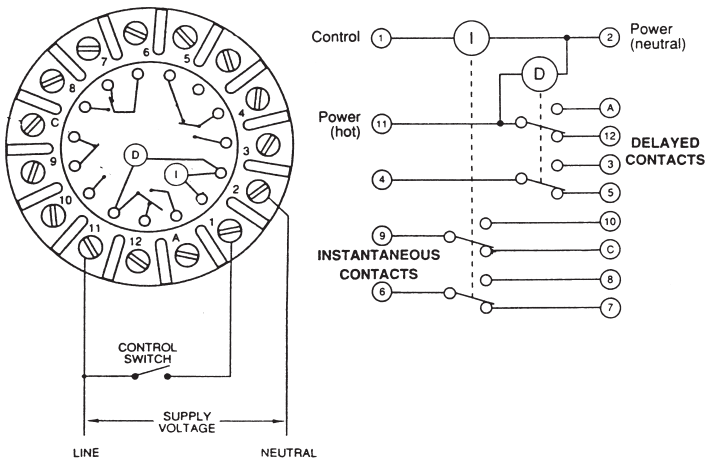 6
5
4
3
2
1
A
12
11
10
9
C
8
7
D
I
CONTROL
SWITCH
SUPPLY
VOLTAGE
LINE
NEUTRAL
Control 1 I 2 Power
(neutral)
D
Power
(hot) 11
A
12
DELAYED
CONTACTS
3
4
5
10
9
C
INSTANTANEOUS
CONTACTS
8
6
7